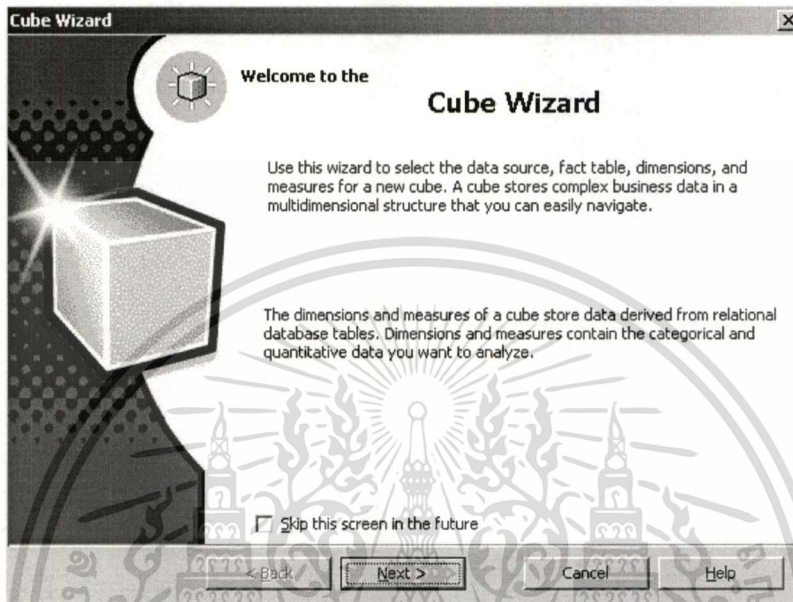 Cube Wizard
Welcome to the
Cube Wizard
Use this wizard to select the data source, fact table, dimensions, and
measures for a new cube. A cube stores complex business data in a
multidimensional structure that you can easily navigate.
The dimensions and measures of a cube store data derived from relational
database tables. Dimensions and measures contain the categorical and
quantitative data you want to analyze.
Skip this screen in the future
< Back
Next >
Cancel
Help